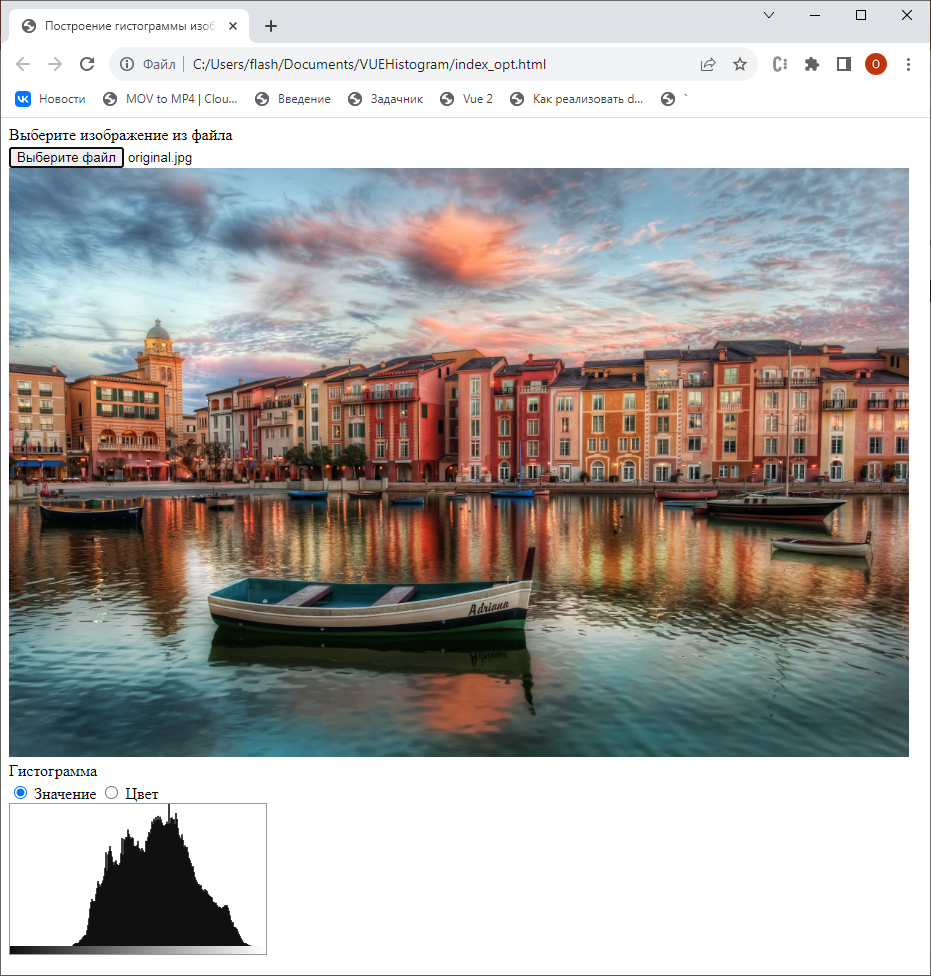 Построение гистограммы изоб
Файл C:/Users/flash/Documents/VUEHistogram/index_opt.html
O
Новости MOV to MP4 | Clou... Введение Задачник Vue 2 Как реализовать d... `
Выберите изображение из файла
Выберите файл original.jpg
Adriana
Гистограмма
Значение Цвет